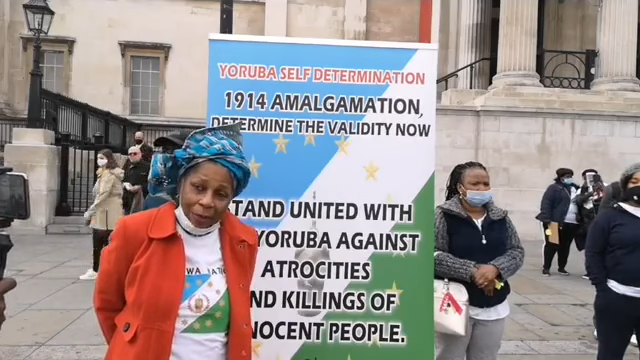 YORUBA SELF DETERMINATION
1914 AMALGAMATION,
DETERMINE THE VALIDITY NOW
TAND UNITED WITH
YORUBA AGAINST
ATROCITIES
ND KILLINGS OF
NOCENT PEOPLE.